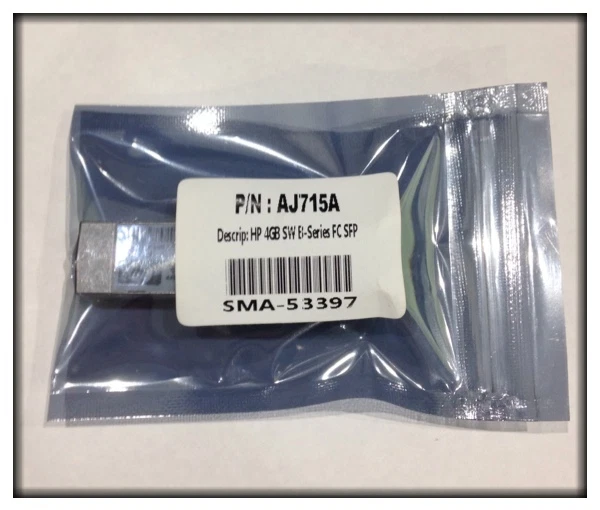 P/N : AJ715A
Descrip: HP 4GB SW B-Series FC SFP
SMA-53397